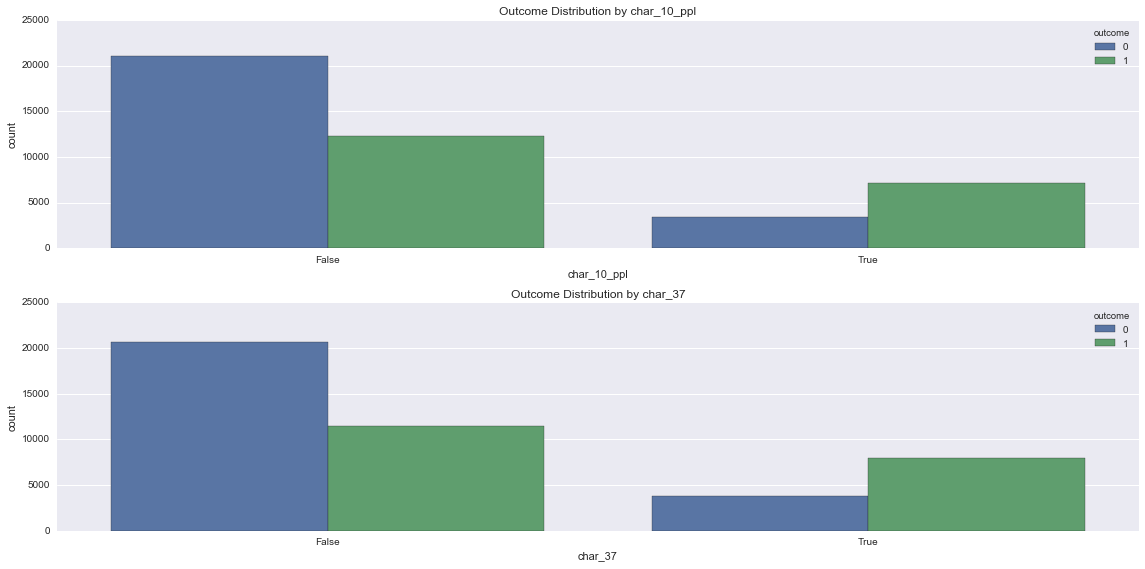 Outcome Distribution by char_10_ppl
25000
20000
15000
10000
5000
0
count
outcome
0
1
False
True
char_10_ppl
Outcome Distribution by char_37
25000
20000
15000
10000
5000
0
count
outcome
0
1
False
True
char_37